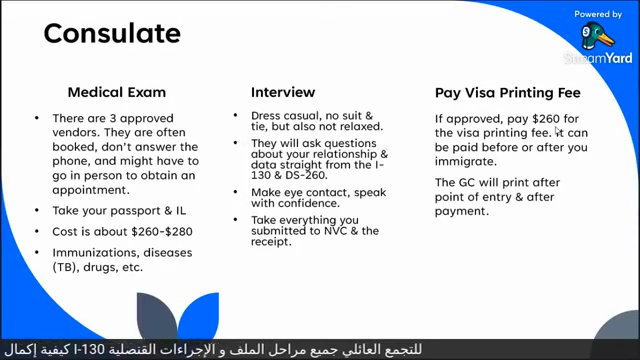 Powered by
StreamYard
Consulate
Medical Exam
• There are 3 approved
vendors. They are often
booked, don't answer the
phone, and might have to
go in person to obtain an
appointment.
• Take your passport & IL
• Cost is about $260-$280
• Immunizations, diseases
(TB), drugs, etc.
Interview
• Dress casual, no suit &
tie, but also not relaxed.
• They will ask questions
about your relationship &
data straight from the I-
130 & DS-260.
• Make eye contact, speak
with confidence.
• Take everything you
submitted to NVC & the
receipt.
Pay Visa Printing Fee
If approved, pay $260 for
the visa printing fee. It can
be paid before or after you
immigrate.
The GC will print after
point of entry & after
payment.
للتجمع العائلي جميع مراحل الملف و الإجراءات القنصلية I-130 كيفية إكمال